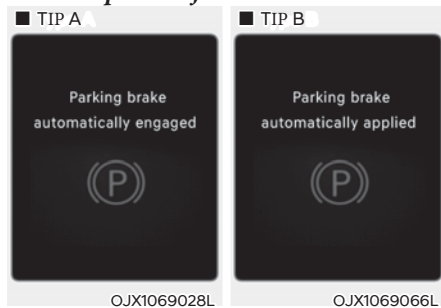 ■ TIP A
Parking brake
automatically engaged
(P)
OJX1069028L
■ TIP B
Parking brake
automatically applied
(P)
OJX1069066L